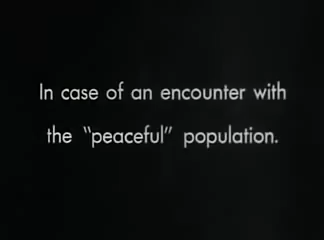 In case of an encounter with
the “peaceful” population.